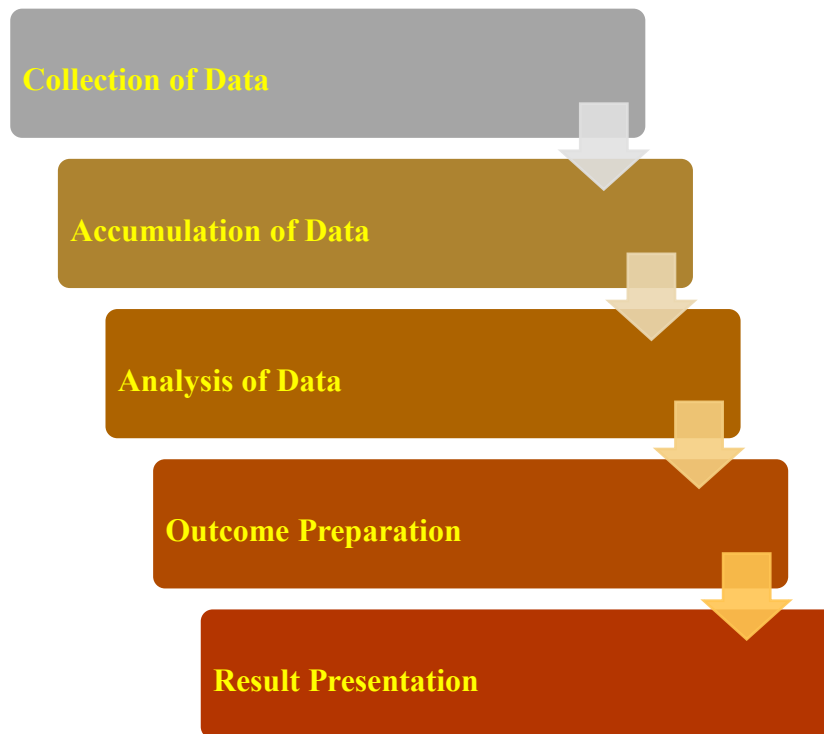 Collection of Data
Accumulation of Data
Analysis of Data
Outcome Preparation
Result Presentation